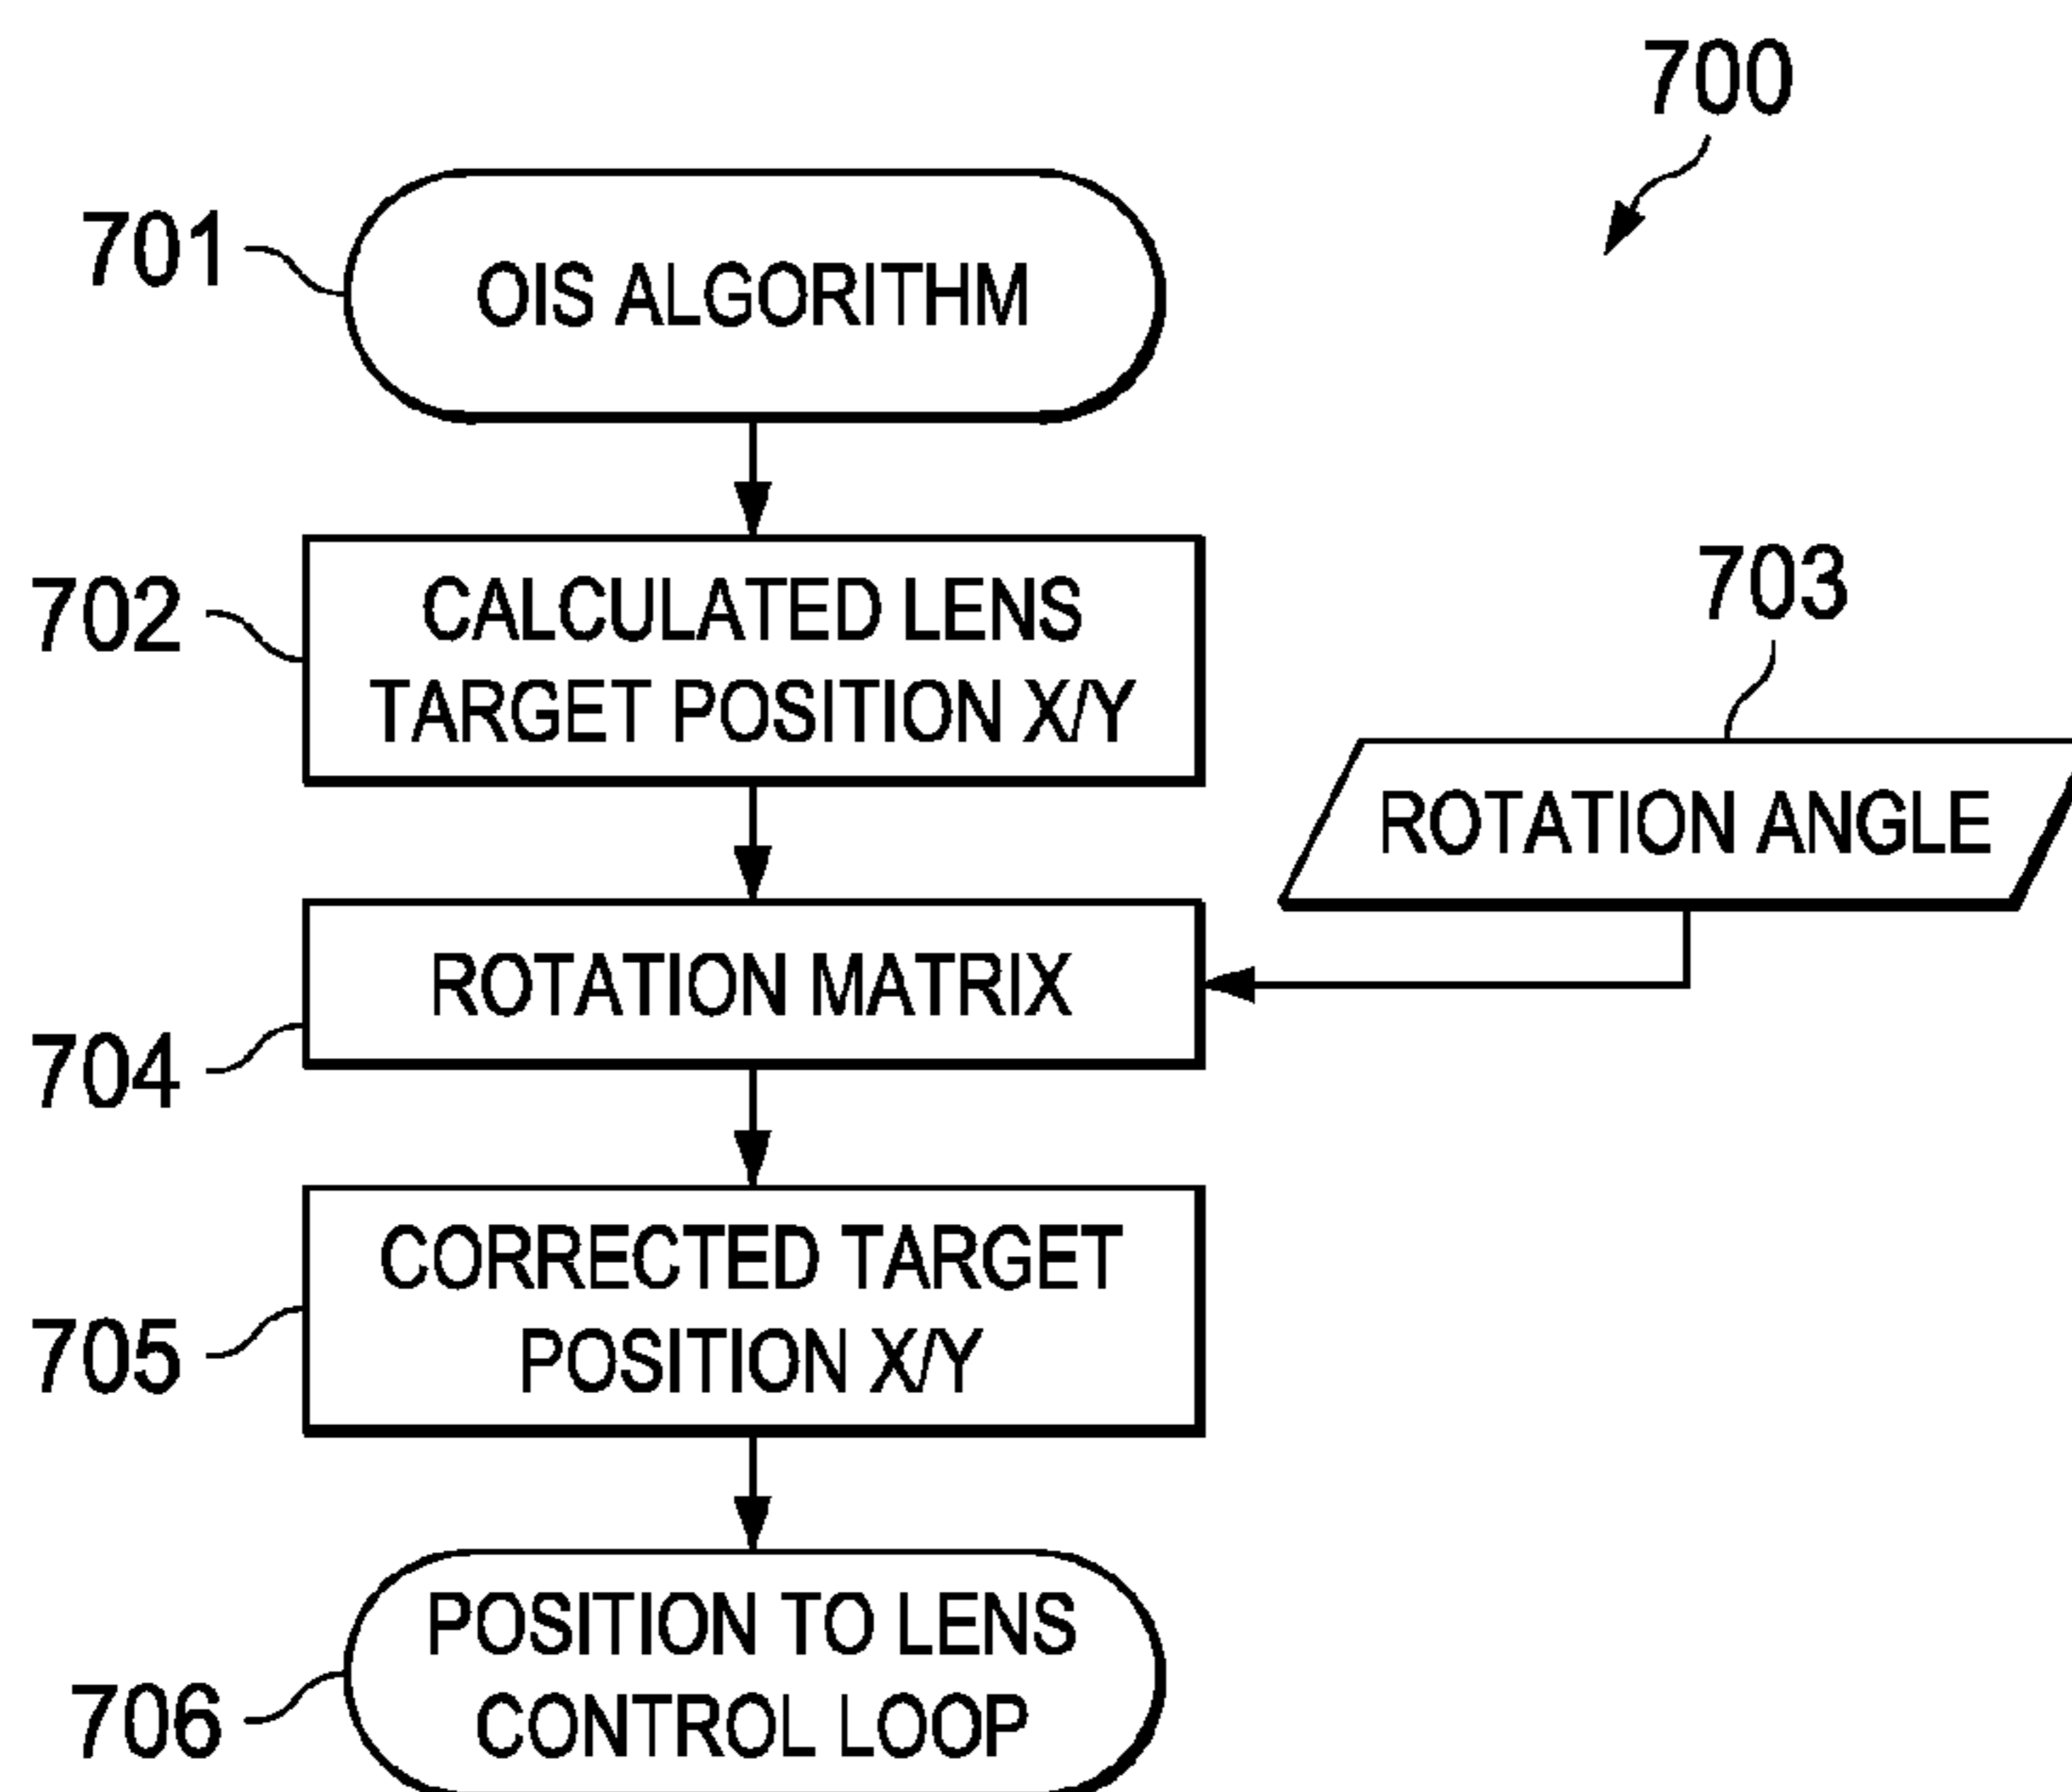 700
701
OIS ALGORITHM
702
CALCULATED LENS
TARGET POSITION X/Y
703
ROTATION ANGLE
704
ROTATION MATRIX
705
CORRECTED TARGET
POSITION X/Y
706
POSITION TO LENS
CONTROL LOOP